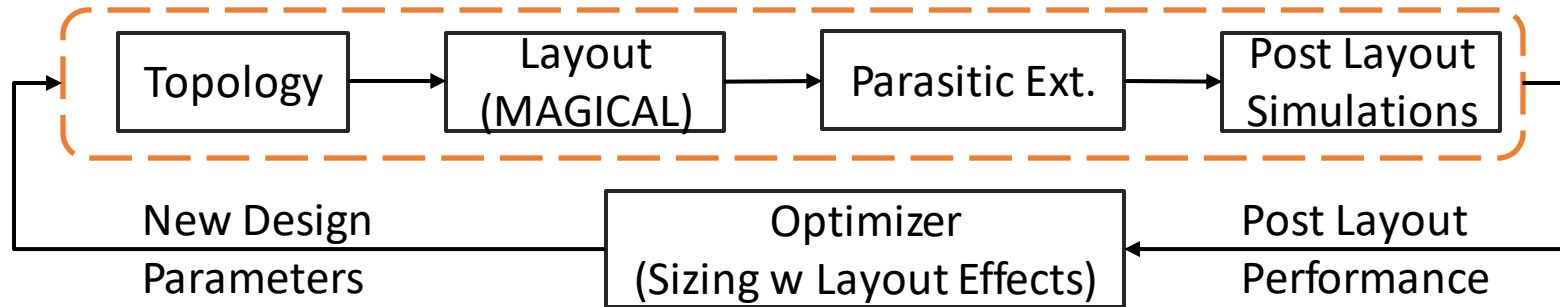 Topology
Layout
(MAGICAL)
Parasitic Ext.
Post Layout
Simulations
New Design
Parameters
Optimizer
(Sizing w Layout Effects)
Post Layout
Performance